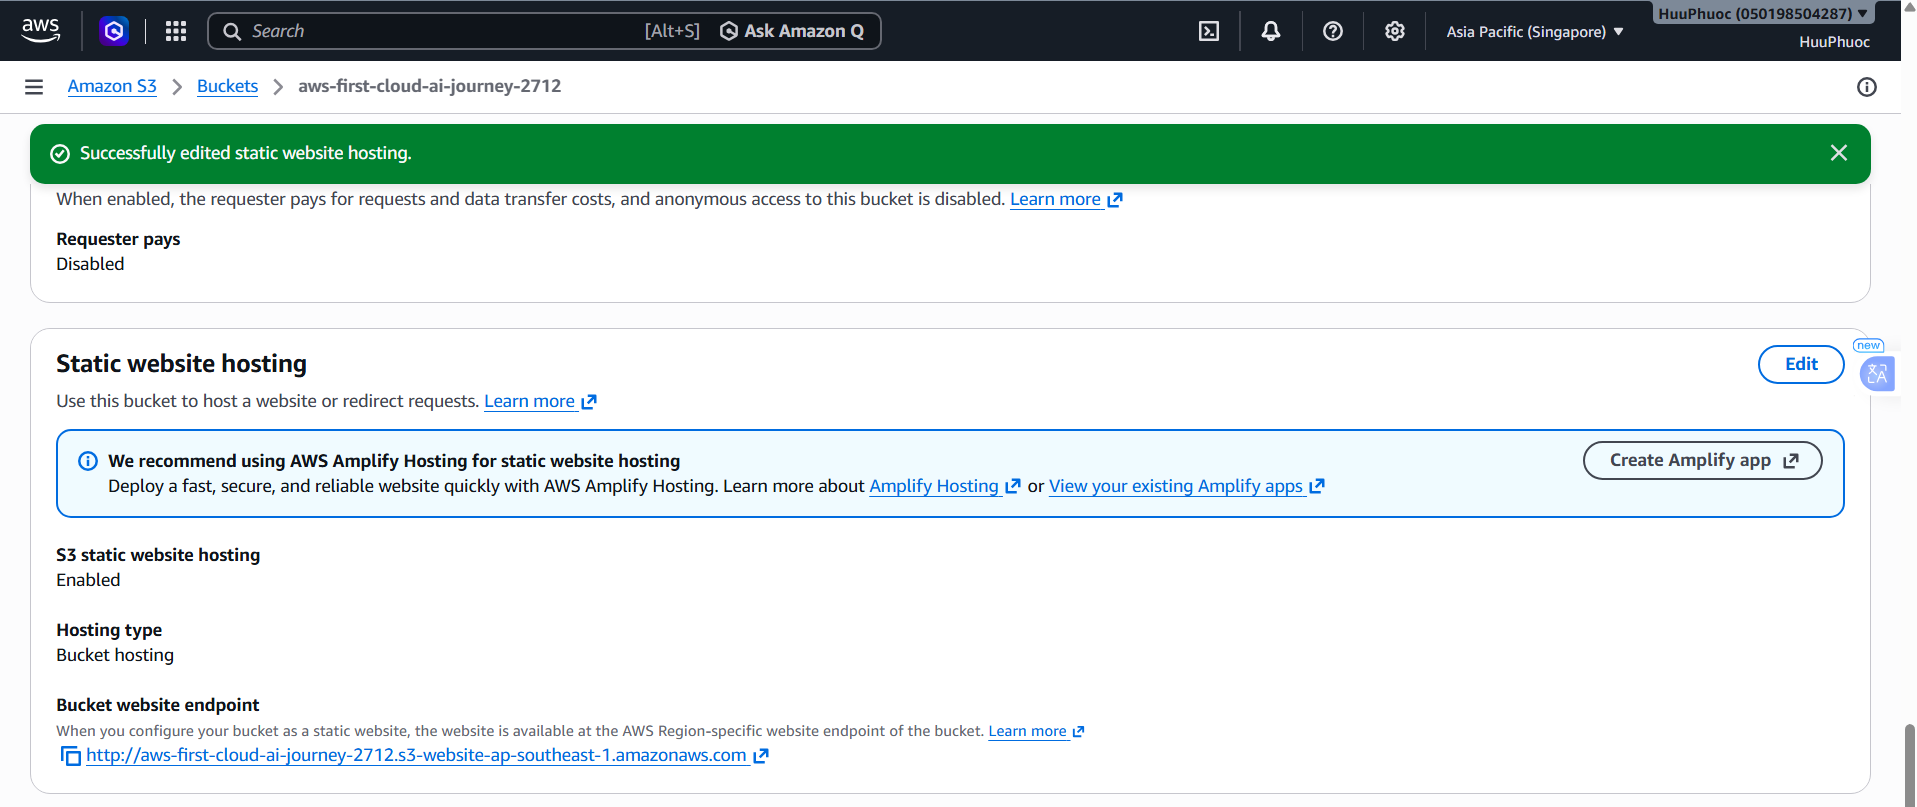 aws
Search
[Alt+S]
Ask Amazon Q
Asia Pacific (Singapore)
HuuPhuoc (050198504287)
HuuPhuoc
Amazon S3
Buckets
aws-first-cloud-ai-journey-2712
Successfully edited static website hosting.
When enabled, the requester pays for requests and data transfer costs, and anonymous access to this bucket is disabled. Learn more
Requester pays
Disabled
Static website hosting
Edit
new
文A
Use this bucket to host a website or redirect requests. Learn more
We recommend using AWS Amplify Hosting for static website hosting
Create Amplify app
Deploy a fast, secure, and reliable website quickly with AWS Amplify Hosting. Learn more about Amplify Hosting or View your existing Amplify apps
S3 static website hosting
Enabled
Hosting type
Bucket hosting
Bucket website endpoint
When you configure your bucket as a static website, the website is available at the AWS Region-specific website endpoint of the bucket. Learn more
http://aws-first-cloud-ai-journey-2712.s3-website-ap-southeast-1.amazonaws.com